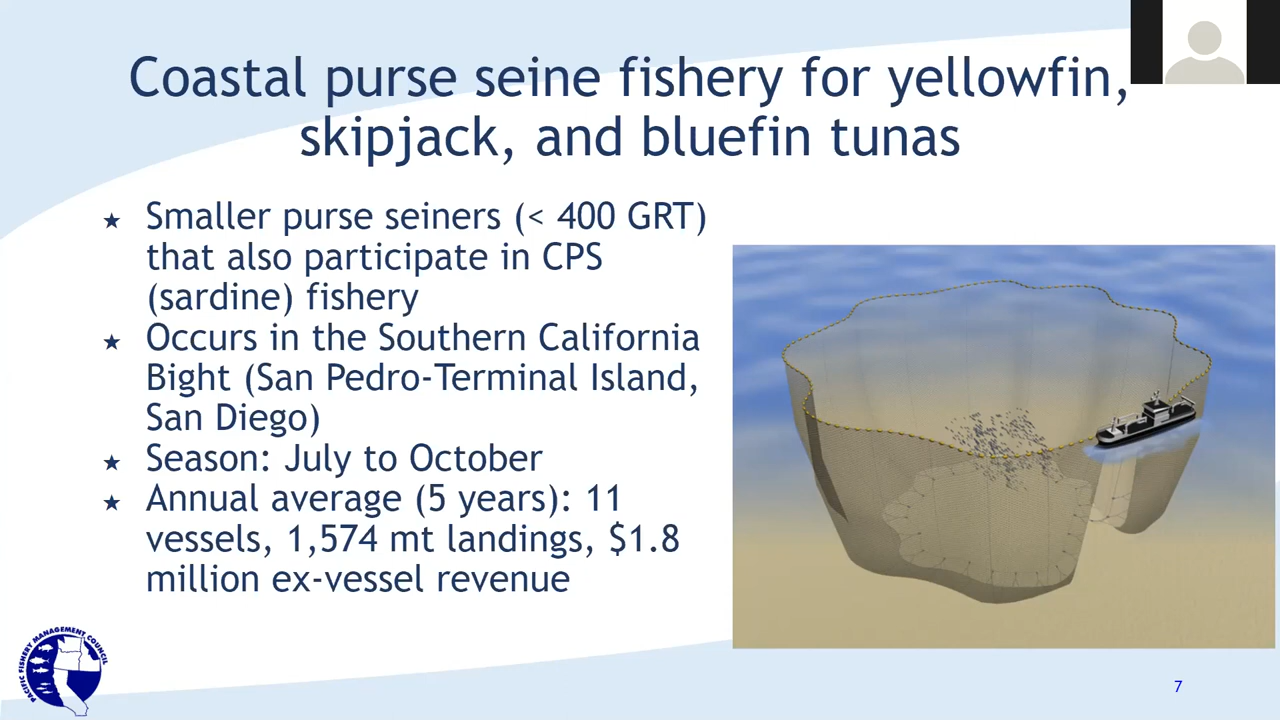 Coastal purse seine fishery for yellowfin,
skipjack, and bluefin tunas
★ Smaller purse seiners (< 400 GRT)
that also participate in CPS
(sardine) fishery
★ Occurs in the Southern California
Bight (San Pedro-Terminal Island,
San Diego)
★ Season: July to October
★ Annual average (5 years): 11
vessels, 1,574 mt landings, $1.8
million ex-vessel revenue
PACIFIC FISHERY MANAGEMENT COUNCIL
7